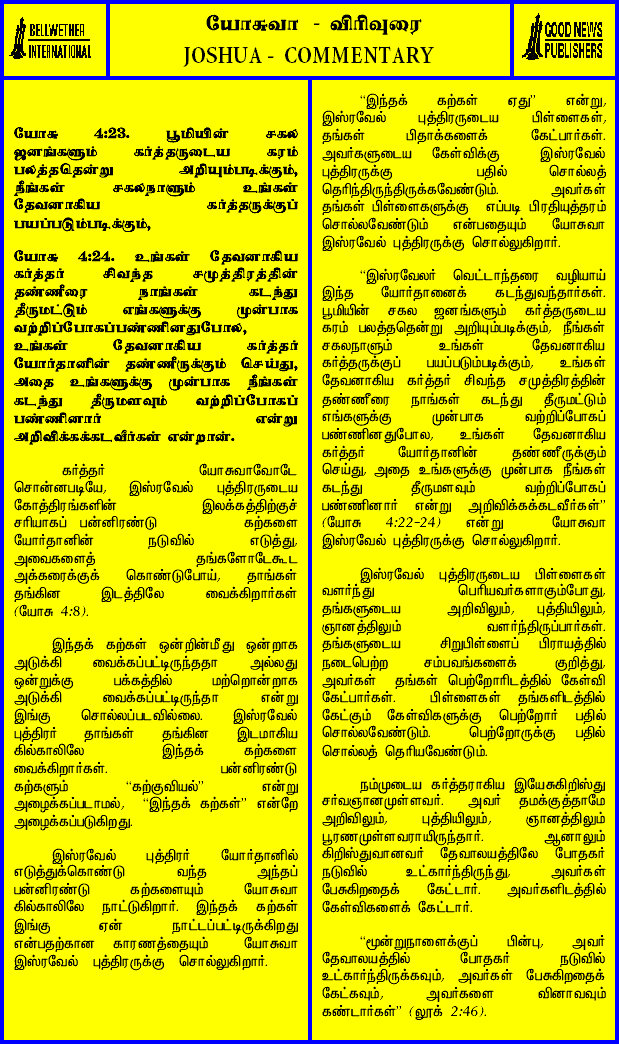 BELLWETHER
INTERNATIONAL
யோசுவா - விரிவுரை
JOSHUA - COMMENTARY
GOOD NEWS
PUBLISHERS
யோசு 4:23. பூமியின் சகல
ஜனங்களும் கர்த்தருடைய கரம்
பலத்ததென்று அறியும்படிக்கும்,
நீங்கள் சகலநாளும் உங்கள்
தேவனாகிய கர்த்தருக்குப்
பயப்படும்படிக்கும்,
யோசு 4:24. உங்கள் தேவனாகிய
கர்த்தர் சிவந்த சமுத்திரத்தின்
தண்ணீரை நாங்கள் கடந்து
தீருமட்டும் எங்களுக்கு முன்பாக
வற்றிப்போகப்பண்ணினதுபோல,
உங்கள் தேவனாகிய கர்த்தர்
யோர்தானின் தண்ணீருக்கும் செய்து,
அதை உங்களுக்கு முன்பாக நீங்கள்
கடந்து தீருமளவும் வற்றிப்போகப்
பண்ணினார் என்று
அறிவிக்கக்கடவீர்கள் என்றான்.
கர்த்தர் யோசுவாவோடே
சொன்னபடியே, இஸ்ரவேல் புத்திரருடைய
கோத்திரங்களின் இலக்கத்திற்குச்
சரியாகப் பன்னிரண்டு கற்களை
யோர்தானின் நடுவில் எடுத்து,
அவைகளைத் தங்களோடேகூட
அக்கரைக்குக் கொண்டுபோய், தாங்கள்
தங்கின இடத்திலே வைக்கிறார்கள்
(யோசு 4:8).
இந்தக் கற்கள் ஒன்றின்மீது ஒன்றாக
அடுக்கி வைக்கப்பட்டிருந்ததா அல்லது
ஒன்றுக்கு பக்கத்தில் மற்றொன்றாக
அடுக்கி வைக்கப்பட்டிருந்தா என்று
இங்கு சொல்லப்படவில்லை. இஸ்ரவேல்
புத்திரர் தாங்கள் தங்கின இடமாகிய
கில்காலிலே இந்தக் கற்களை
வைக்கிறார்கள். பன்னிரண்டு
கற்களும் “கற்குவியல்” என்று
அழைக்கப்படாமல், “இந்தக் கற்கள்” என்றே
அழைக்கப்படுகிறது.
இஸ்ரவேல் புத்திரர் யோர்தானில்
எடுத்துக்கொண்டு வந்த அந்தப்
பன்னிரண்டு கற்களையும் யோசுவா
கில்காலிலே நாட்டுகிறார். இந்தக் கற்கள்
இங்கு ஏன் நாட்டப்பட்டிருக்கிறது
என்பதற்கான காரணத்தையும் யோசுவா
இஸ்ரவேல் புத்திரருக்கு சொல்லுகிறார்.
“இந்தக் கற்கள் ஏது” என்று,
இஸ்ரவேல் புத்திரருடைய பிள்ளைகள்,
தங்கள் பிதாக்களைக் கேட்பார்கள்.
அவர்களுடைய கேள்விக்கு இஸ்ரவேல்
புத்திரருக்கு பதில் சொல்லத்
தெரிந்திருந்திருக்கவேண்டும். அவர்கள்
தங்கள் பிள்ளைகளுக்கு எப்படி பிரதியுத்தரம்
சொல்லவேண்டும் என்பதையும் யோசுவா
இஸ்ரவேல் புத்திரருக்கு சொல்லுகிறார்.
“இஸ்ரவேலர் வெட்டாந்தரை வழியாய்
இந்த யோர்தானைக் கடந்துவந்தார்கள்.
பூமியின் சகல ஜனங்களும் கர்த்தருடைய
கரம் பலத்ததென்று அறியும்படிக்கும், நீங்கள்
சகலநாளும் உங்கள் தேவனாகிய
கர்த்தருக்குப் பயப்படும்படிக்கும், உங்கள்
தேவனாகிய கர்த்தர் சிவந்த சமுத்திரத்தின்
தண்ணீரை நாங்கள் கடந்து தீருமட்டும்
எங்களுக்கு முன்பாக வற்றிப்போகப்
பண்ணினதுபோல, உங்கள் தேவனாகிய
கர்த்தர் யோர்தானின் தண்ணீருக்கும்
செய்து, அதை உங்களுக்கு முன்பாக நீங்கள்
கடந்து தீருமளவும் வற்றிப்போகப்
பண்ணினார் என்று அறிவிக்கக்கடவீர்கள்”
(யோசு 4:22-24) என்று யோசுவா
இஸ்ரவேல் புத்திரருக்கு சொல்லுகிறார்.
இஸ்ரவேல் புத்திரருடைய பிள்ளைகள்
வளர்ந்து பெரியவர்களாகும்போது,
தங்களுடைய அறிவிலும், புத்தியிலும்,
ஞானத்திலும் வளர்ந்திருப்பார்கள்.
தங்களுடைய சிறுபிள்ளைப் பிராயத்தில்
நடைபெற்ற சம்பவங்களைக் குறித்து,
அவர்கள் தங்கள் பெற்றோரிடத்தில் கேள்வி
கேட்பார்கள். பிள்ளைகள் தங்களிடத்தில்
கேட்கும் கேள்விகளுக்கு பெற்றோர் பதில்
சொல்லவேண்டும். பெற்றோருக்கு பதில்
சொல்லத் தெரியவேண்டும்.
நம்முடைய கர்த்தராகிய இயேசுகிறிஸ்து
சர்வஞானமுள்ளவர். அவர் தமக்குத்தாமே
அறிவிலும், புத்தியிலும், ஞானத்திலும்
பூரணமுள்ளவராயிருந்தார். ஆனாலும்
கிறிஸ்துவானவர் தேவாலயத்திலே போதகர்
நடுவில் உட்கார்ந்திருந்து, அவர்கள்
பேசுகிறதைக் கேட்டார். அவர்களிடத்தில்
கேள்விகளைக் கேட்டார்.
“மூன்றுநாளைக்குப் பின்பு, அவர்
தேவாலயத்தில் போதகர் நடுவில்
உட்கார்ந்திருக்கவும், அவர்கள் பேசுகிறதைக்
கேட்கவும், அவர்களை வினாவவும்
கண்டார்கள்” (லூக் 2:46).